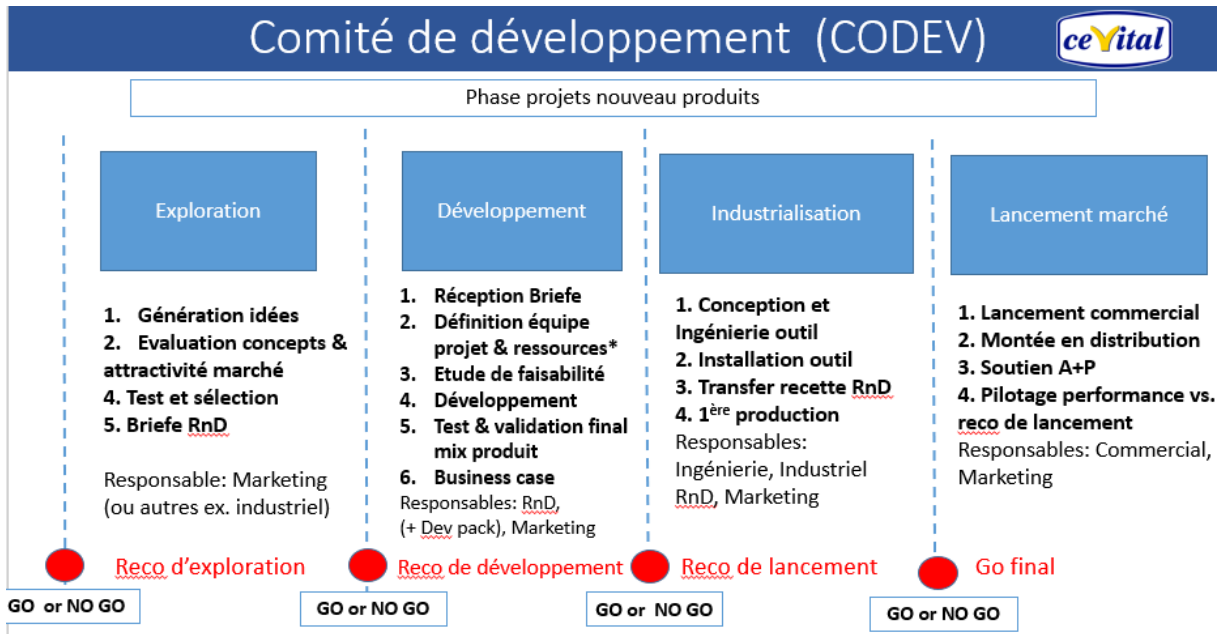 Comité de développement (CODEV)
ceVital
Phase projets nouveau produits
Exploration
1. Génération idées
2. Evaluation concepts &
attractivité marché
4. Test et sélection
5. Briefe RnD
Responsable: Marketing
(ou autres ex. industriel)
Développement
1. Réception Briefe
2. Définition équipe
projet & ressources*
3. Etude de faisabilité
4. Développement
5. Test & validation final
mix produit
6. Business case
Responsables: RnD,
(+ Dev pack), Marketing
Industrialisation
1. Conception et
Ingénierie outil
2. Installation outil
3. Transfer recette RnD
4. 1ère production
Responsables:
Ingénierie, Industriel
RnD, Marketing
Lancement marché
1. Lancement commercial
2. Montée en distribution
3. Soutien A+P
4. Pilotage performance vs.
reco de lancement
Responsables: Commercial,
Marketing
Reco d'exploration
Reco de développement
Reco de lancement
Go final
GO or NO GO
GO or NO GO
GO or NO GO
GO or NO GO